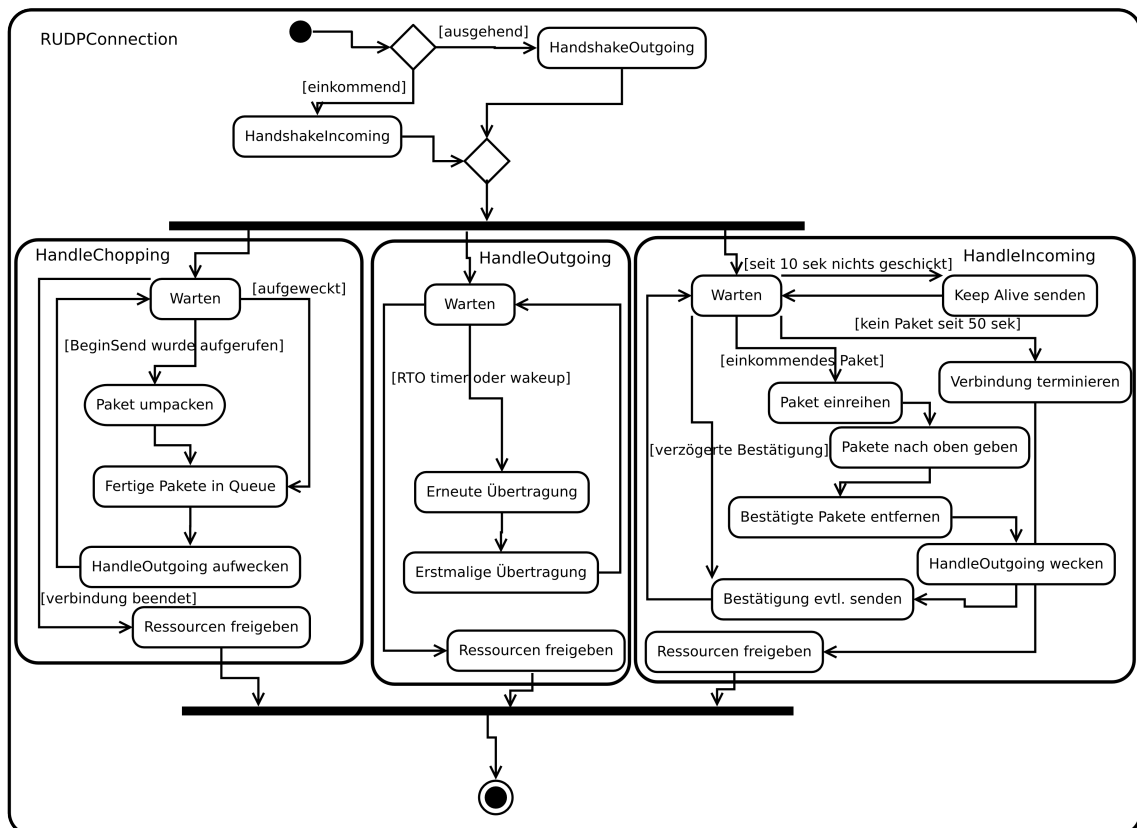 RUDPConnection
[ausgehend]
HandshakeOutgoing
[einkommend]
HandshakeIncoming
HandleChopping
Warten
[aufgeweckt]
[BeginSend wurde aufgerufen]
Paket umpacken
Fertige Pakete in Queue
HandleOutgoing aufwecken
[verbindung beendet]
Ressourcen freigeben
HandleOutgoing
Warten
[RTO timer oder wakeup]
Erneute Übertragung
Erstmalige Übertragung
Ressourcen freigeben
HandleIncoming
[seit 10 sek nichts geschickt]
Warten
Keep Alive senden
[kein Paket seit 50 sek]
[einkommendes Paket]
Verbindung terminieren
Paket einreihen
[verzögerte Bestätigung]
Pakete nach oben geben
Bestätigte Pakete entfernen
HandleOutgoing wecken
Bestätigung evtl. senden
Ressourcen freigeben